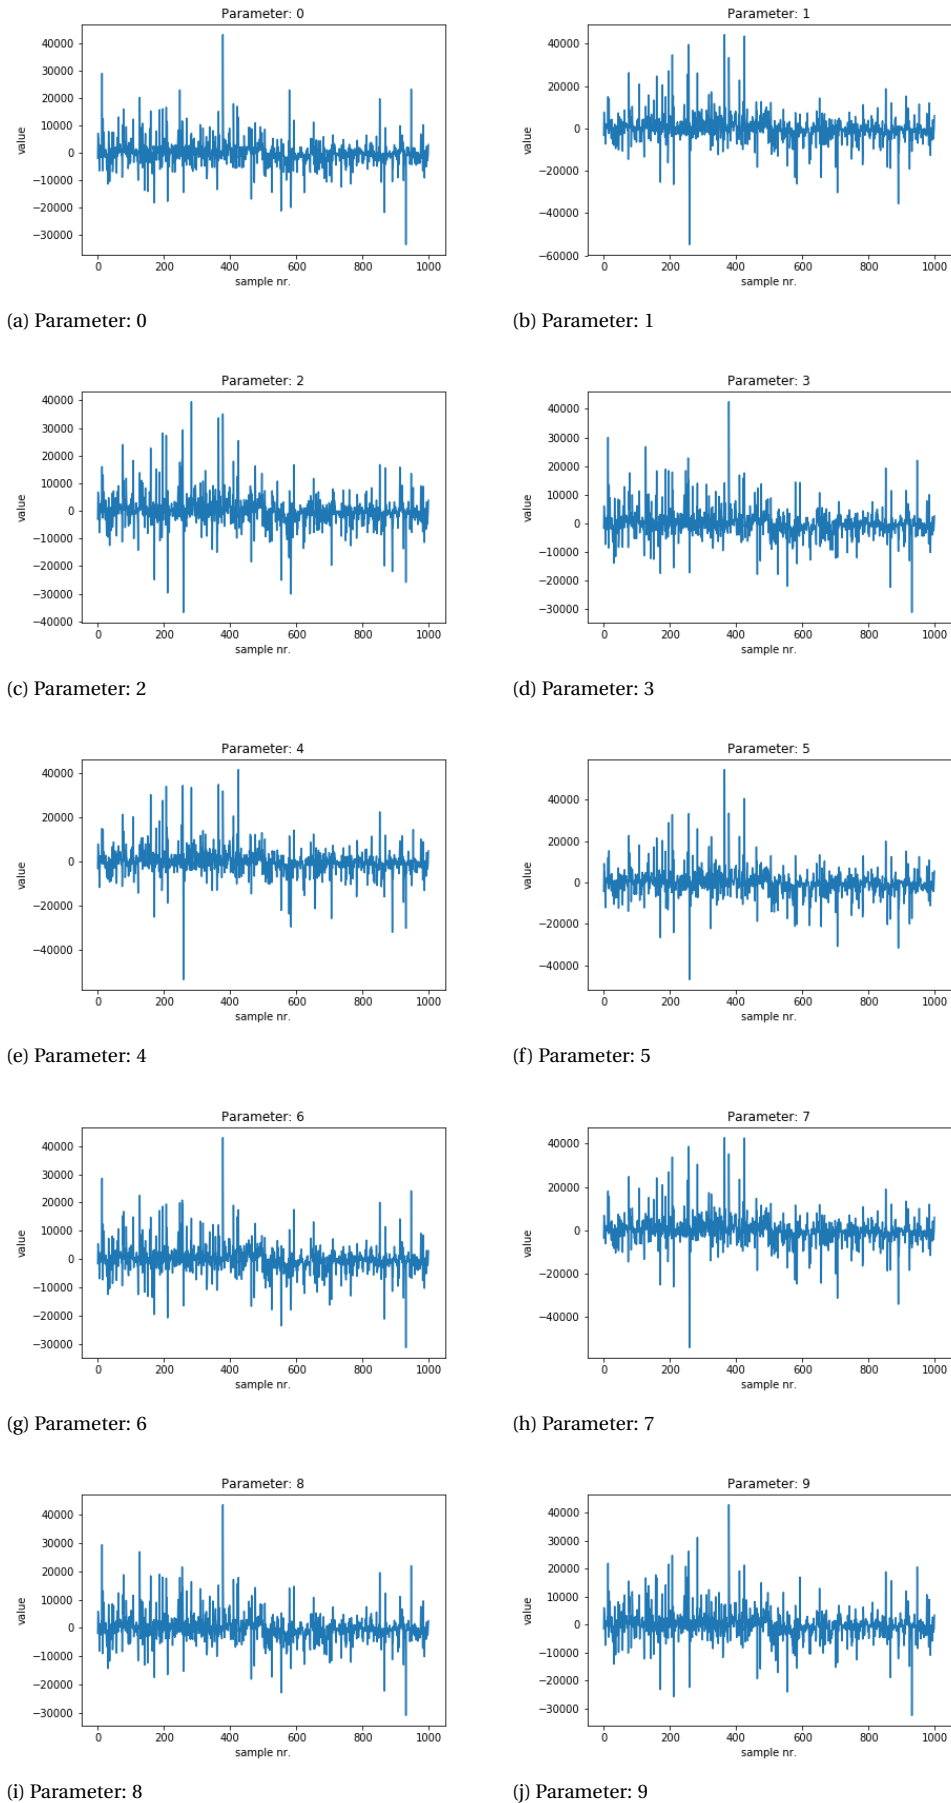 Parameter: 0
40000
30000
20000
10000
0
−10000
−20000
−30000
value
0 200 400 600 800 1000
sample nr.
(a) Parameter: 0
Parameter: 1
40000
20000
0
−20000
−40000
−60000
value
0 200 400 600 800 1000
sample nr.
(b) Parameter: 1
Parameter: 2
40000
30000
20000
10000
0
−10000
−20000
−30000
−40000
value
0 200 400 600 800 1000
sample nr.
(c) Parameter: 2
Parameter: 3
40000
30000
20000
10000
0
−10000
−20000
−30000
value
0 200 400 600 800 1000
sample nr.
(d) Parameter: 3
Parameter: 4
40000
20000
0
−20000
−40000
value
0 200 400 600 800 1000
sample nr.
(e) Parameter: 4
Parameter: 5
40000
20000
0
−20000
−40000
value
0 200 400 600 800 1000
sample nr.
(f) Parameter: 5
Parameter: 6
40000
30000
20000
10000
0
−10000
−20000
−30000
value
0 200 400 600 800 1000
sample nr.
(g) Parameter: 6
Parameter: 7
40000
20000
0
−20000
−40000
value
0 200 400 600 800 1000
sample nr.
(h) Parameter: 7
Parameter: 8
40000
30000
20000
10000
0
−10000
−20000
−30000
value
0 200 400 600 800 1000
sample nr.
(i) Parameter: 8
Parameter: 9
40000
30000
20000
10000
0
−10000
−20000
−30000
value
0 200 400 600 800 1000
sample nr.
(j) Parameter: 9